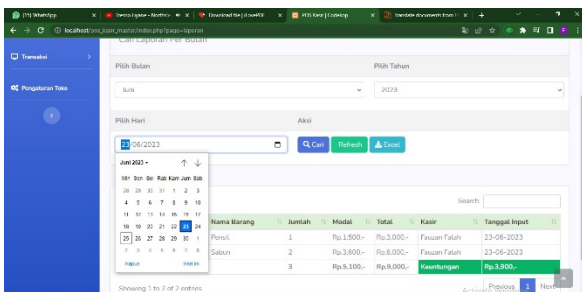 (11) WhatsApp
Tresno Liyane - Northsle
Download file | iLovePDF
POS Kasir | Codekop
Translate documents from I
localhost/pos_kasir_master/index.php?page=laporan
Cari Laporan Per Bulan
Transaksi
Pengaturan Toko
Pilih Bulan Pilih Tahun
Juni 2023
Pilih Hari Aksi
23/06/2023 Cari Refresh Excel
Juni 2023
Min Sen Sel Rab Kam Jum Sab
28 29 30 31 1 2 3
4 5 6 7 8 9 10
11 12 13 14 15 16 17
18 19 20 21 22 23 24
25 26 27 28 29 30 1
2 3 4 5 6 7 8
Hapus Hari ini
Search:
Nama Barang Jumlah Modal Total Kasir Tanggal Input
Pensil 1 Rp.1,500,- Rp.3,000,- Fauzan Falah 23-06-2023
Sabun 2 Rp.3,600,- Rp.6,000,- Fauzan Falah 23-06-2023
3 Rp.5,100,- Rp.9,000,- Keuntungan Rp.3,900,-
Showing 1 to 2 of 2 entries
Previous 1 Next